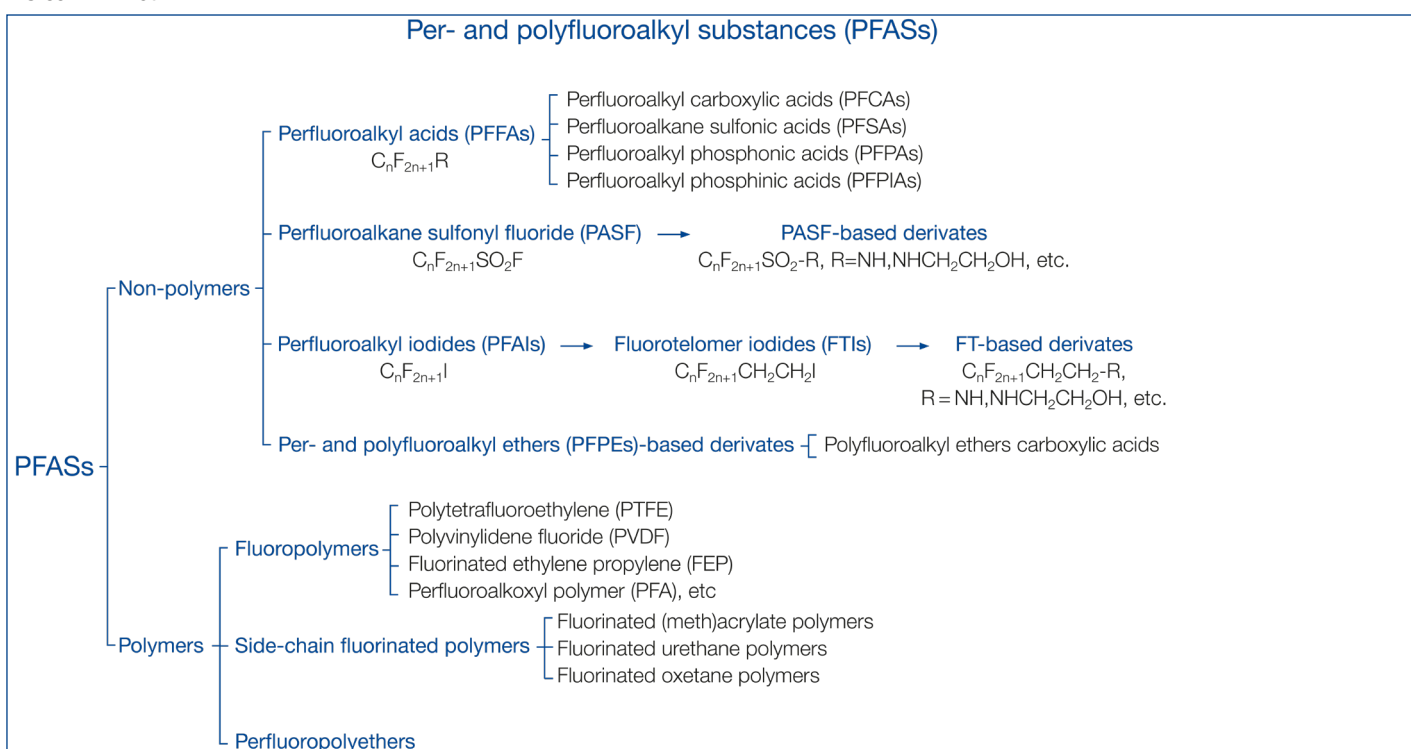 Per- and polyfluoroalkyl substances (PFASs)
Perfluoroalkyl carboxylic acids (PFCAs)
Perfluoroalkyl acids (PFFAs)
Perfluoroalkane sulfonic acids (PFSAs)
CₙF₂ₙ₊₁R
Perfluoroalkyl phosphonic acids (PFPAs)
Perfluoroalkyl phosphinic acids (PFPIAs)
Perfluoroalkane sulfonyl fluoride (PASF) → PASF-based derivates
CₙF₂ₙ₊₁SO₂F CₙF₂ₙ₊₁SO₂-R, R=NH,NHCH₂CH₂OH, etc.
Non-polymers
Perfluoroalkyl iodides (PFAIs) → Fluorotelomer iodides (FTIs) → FT-based derivates
CₙF₂ₙ₊₁I CₙF₂ₙ₊₁CH₂CH₂I CₙF₂ₙ₊₁CH₂CH₂-R,
R=NH,NHCH₂CH₂OH, etc.
Per- and polyfluoroalkyl ethers (PFPEs)-based derivates Polyfluoroalkyl ethers carboxylic acids
PFASs
Polytetrafluoroethylene (PTFE)
Polyvinylidene fluoride (PVDF)
Fluoropolymers
Fluorinated ethylene propylene (FEP)
Perfluoroalkoxyl polymer (PFA), etc
Fluorinated (meth)acrylate polymers
Polymers
Side-chain fluorinated polymers
Fluorinated urethane polymers
Fluorinated oxetane polymers
Perfluoropolyethers